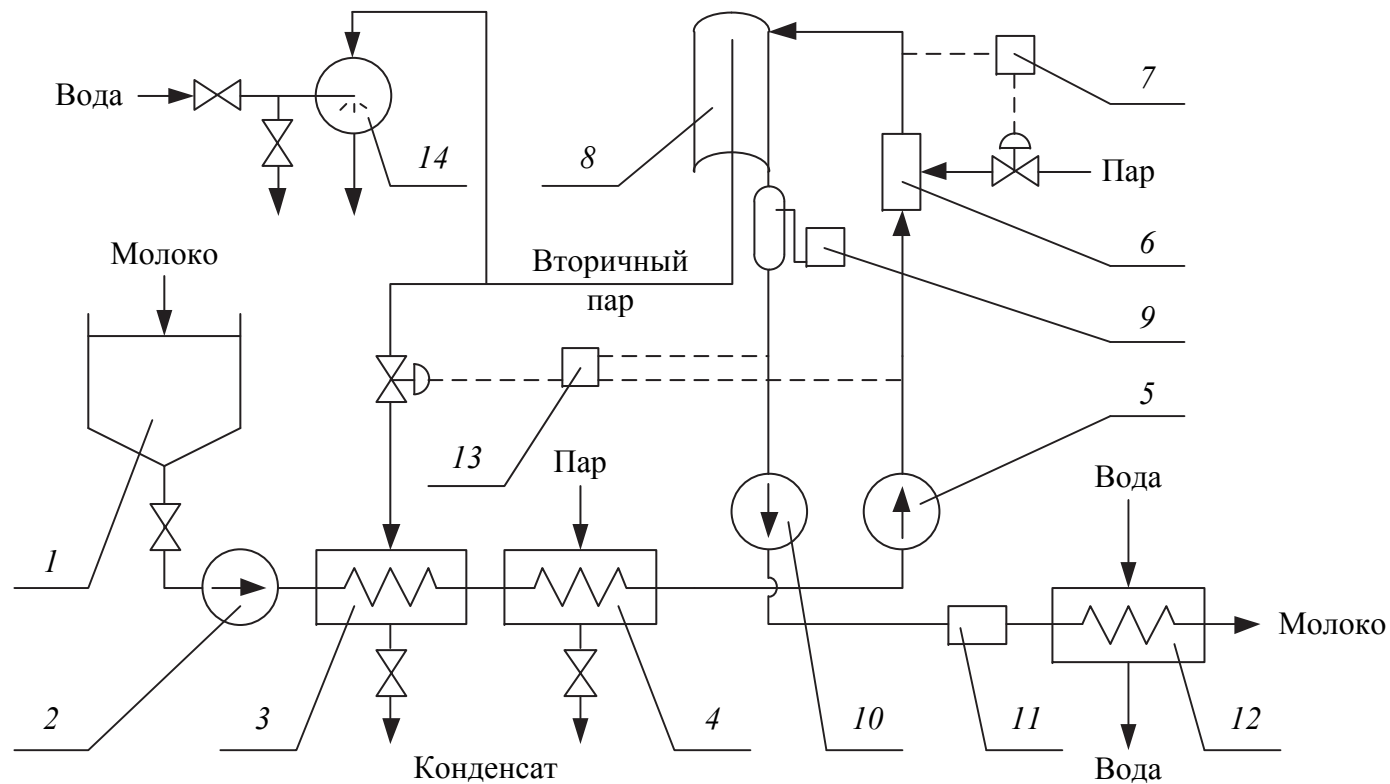 Вода
14
8
7
Пар
6
Молоко
Вторичный
пар
9
5
13
Пар
Вода
1
Молоко
2
3
4
10
11
12
Конденсат
Вода